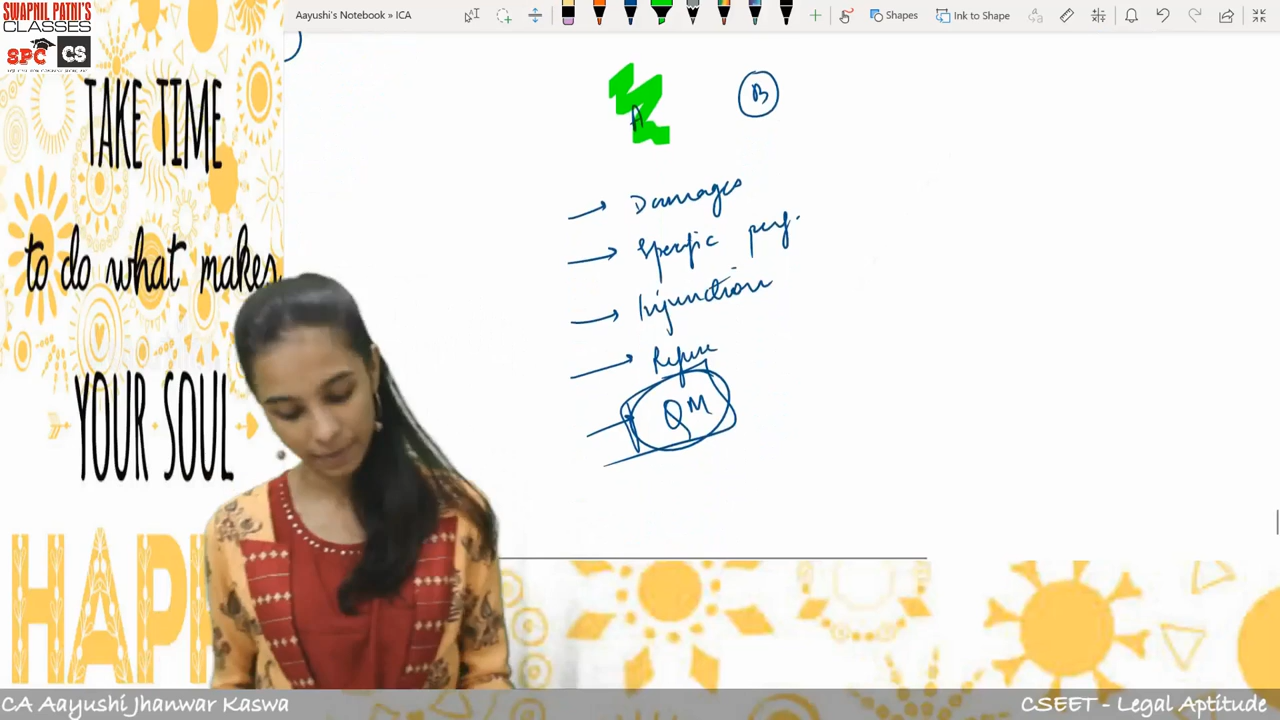 SWAPNIL PATNI'S
CLASSES
SPC CS
Aayushi's Notebook » ICA
Shapes
Ink to Shape
TAKE TIME
to do what makes
YOUR SOUL
HAPP
A
B
Damages
Specific perf.
Injunction
QM
CA Aayushi Jhanwar Kaswa
CSEET - Legal Aptitude